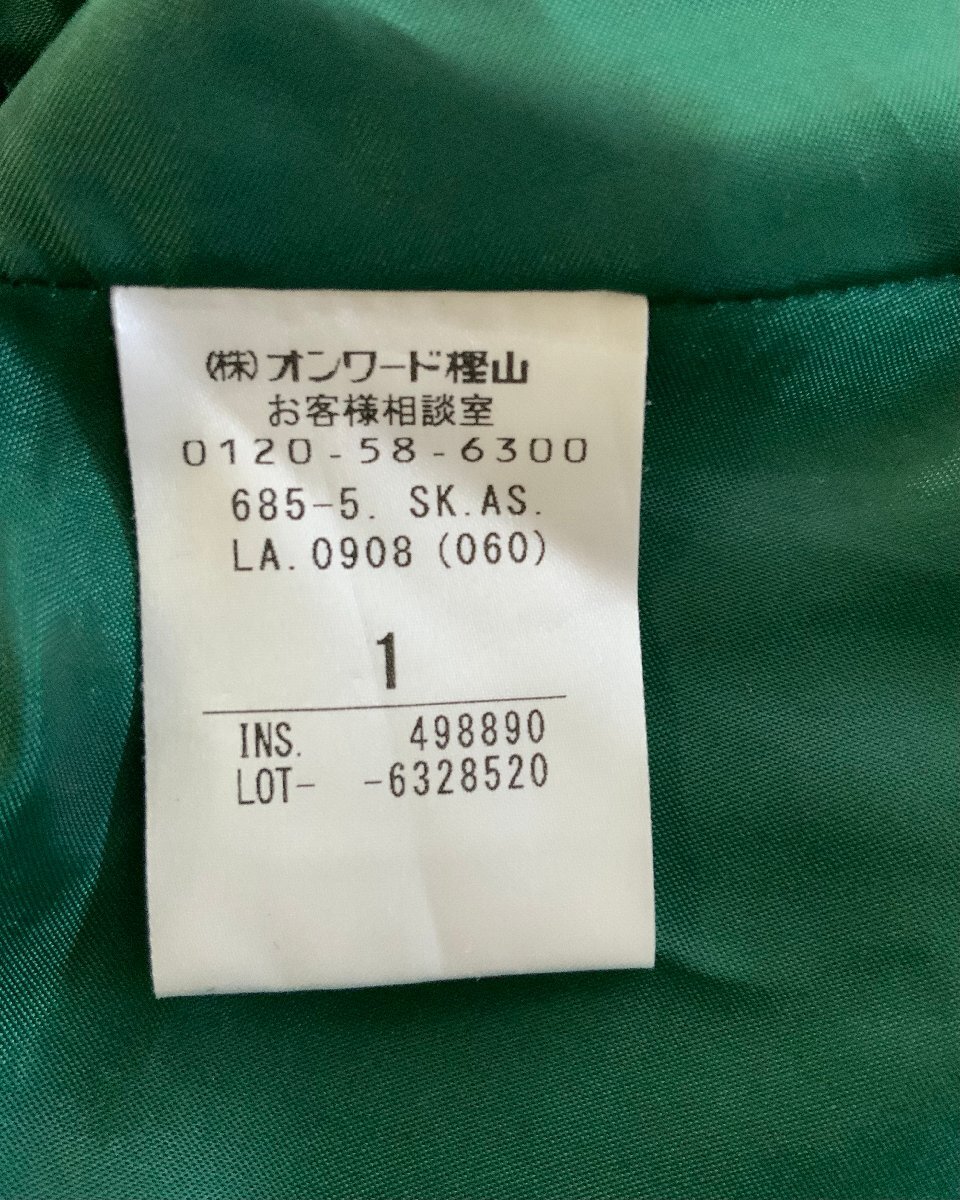 (株)オンワード樫山
お客様相談室
0120-58-6300
685-5. SK.AS.
LA.0908 (060)
1
INS. 498890
LOT- -6328520